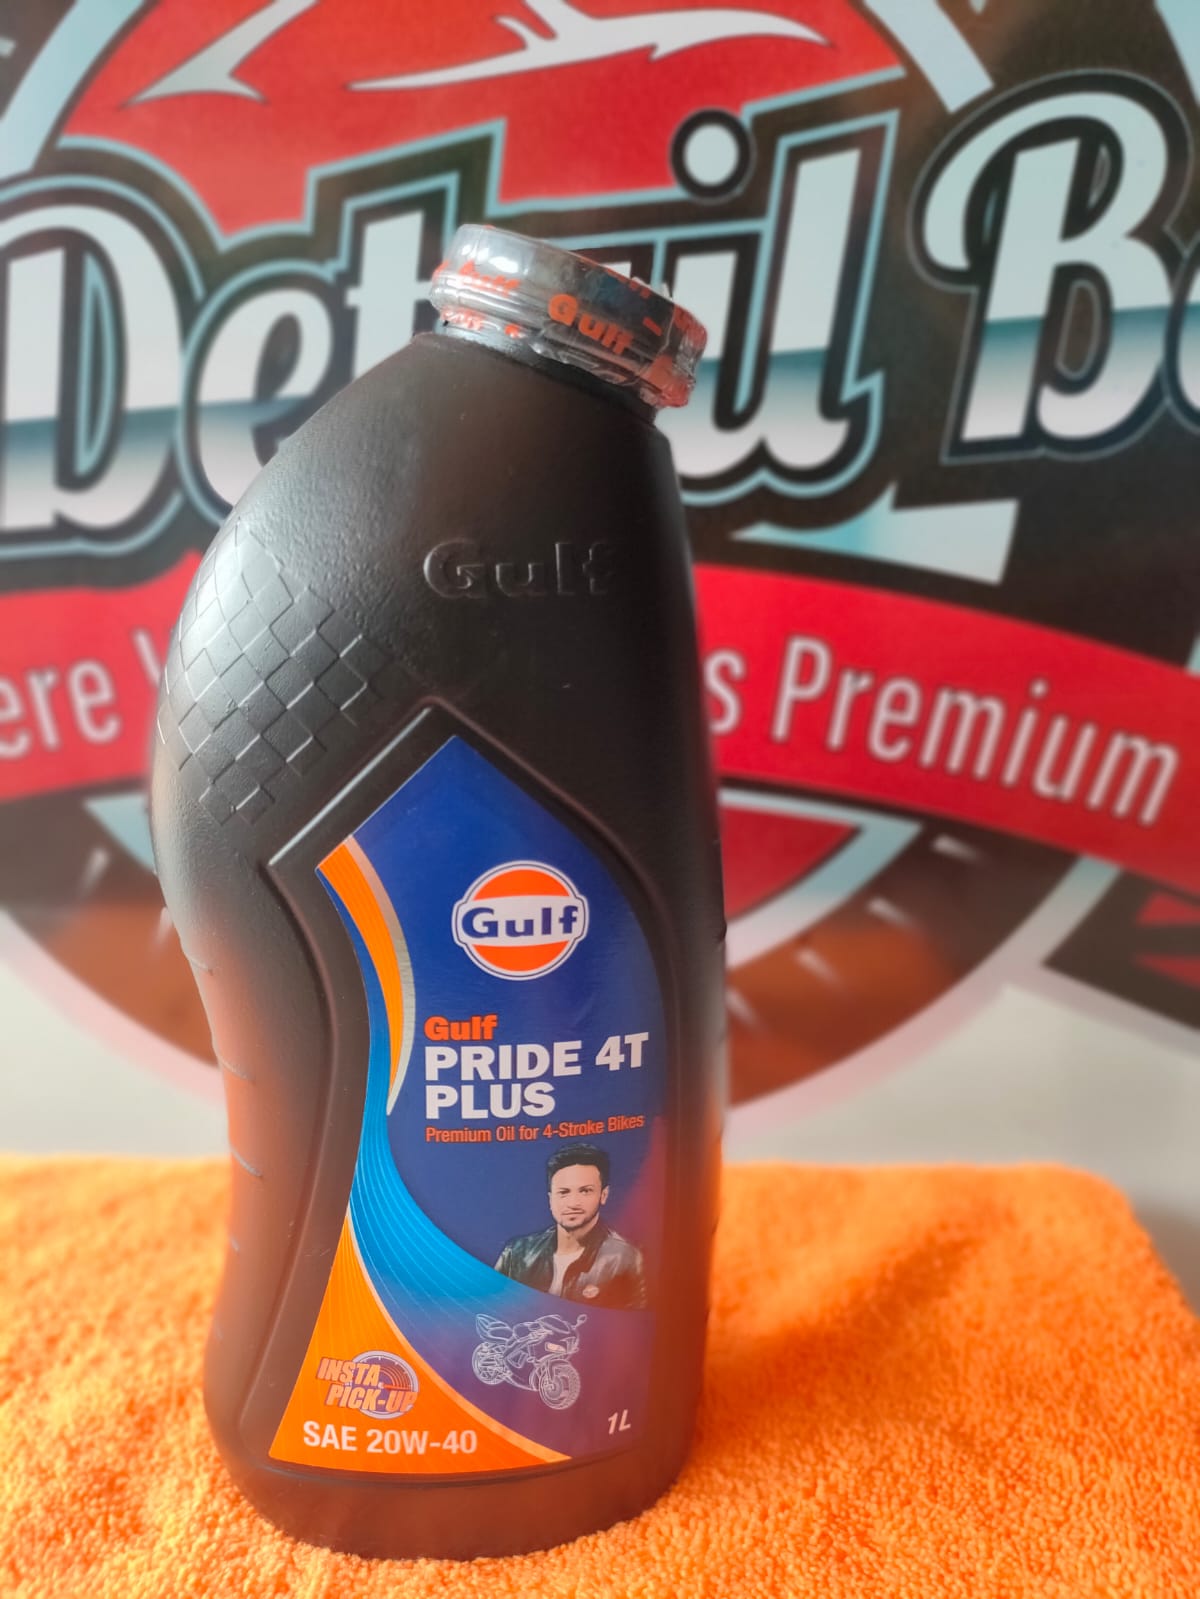 Detail B
ere
s Premium
Gulf
Gulf
Gulf
Gulf
PRIDE 4T
PLUS
Premium Oil for 4-Stroke Bikes
INSTA
PICK-UP
SAE 20W-40
1L